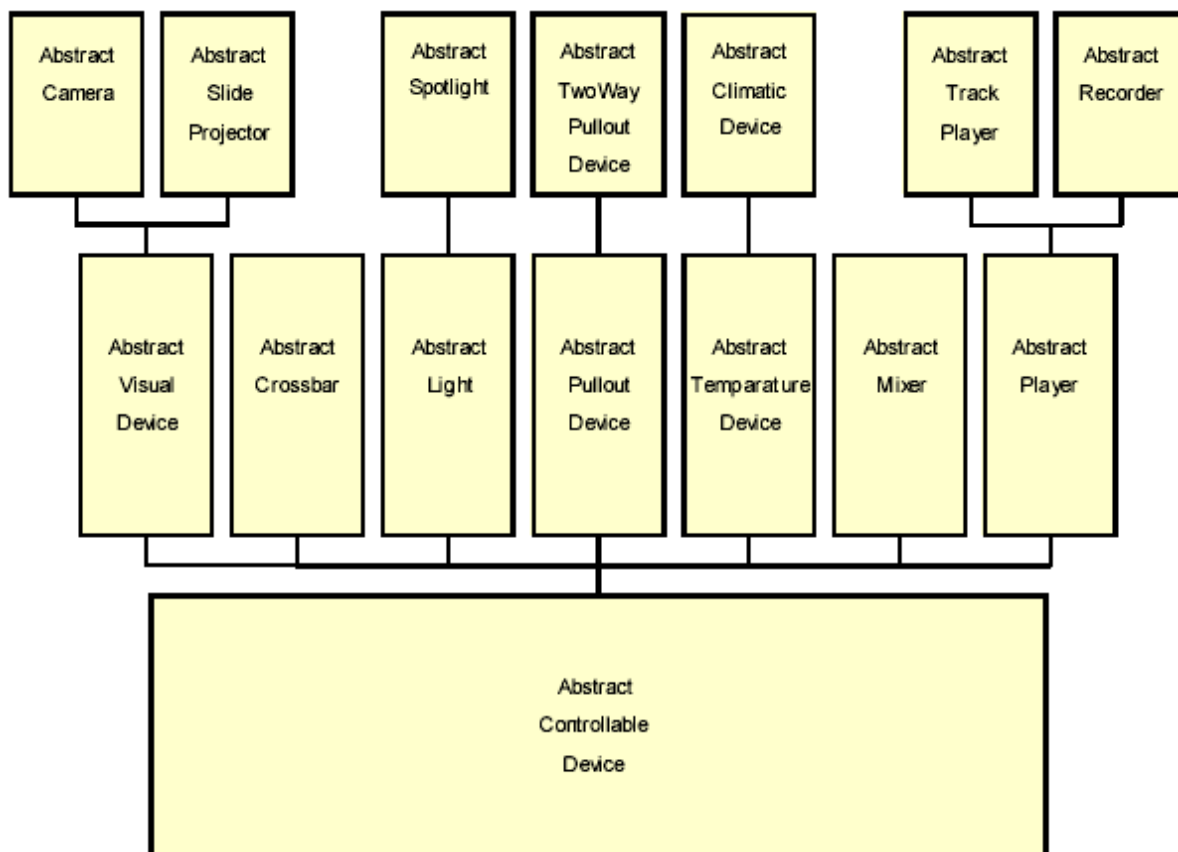 Abstract
Camera
Abstract
Slide
Projector
Abstract
Spotlight
Abstract
TwoWay
Pullout
Device
Abstract
Climatic
Device
Abstract
Track
Player
Abstract
Recorder
Abstract
Visual
Device
Abstract
Crossbar
Abstract
Light
Abstract
Pullout
Device
Abstract
Temparature
Device
Abstract
Mixer
Abstract
Player
Abstract
Controllable
Device